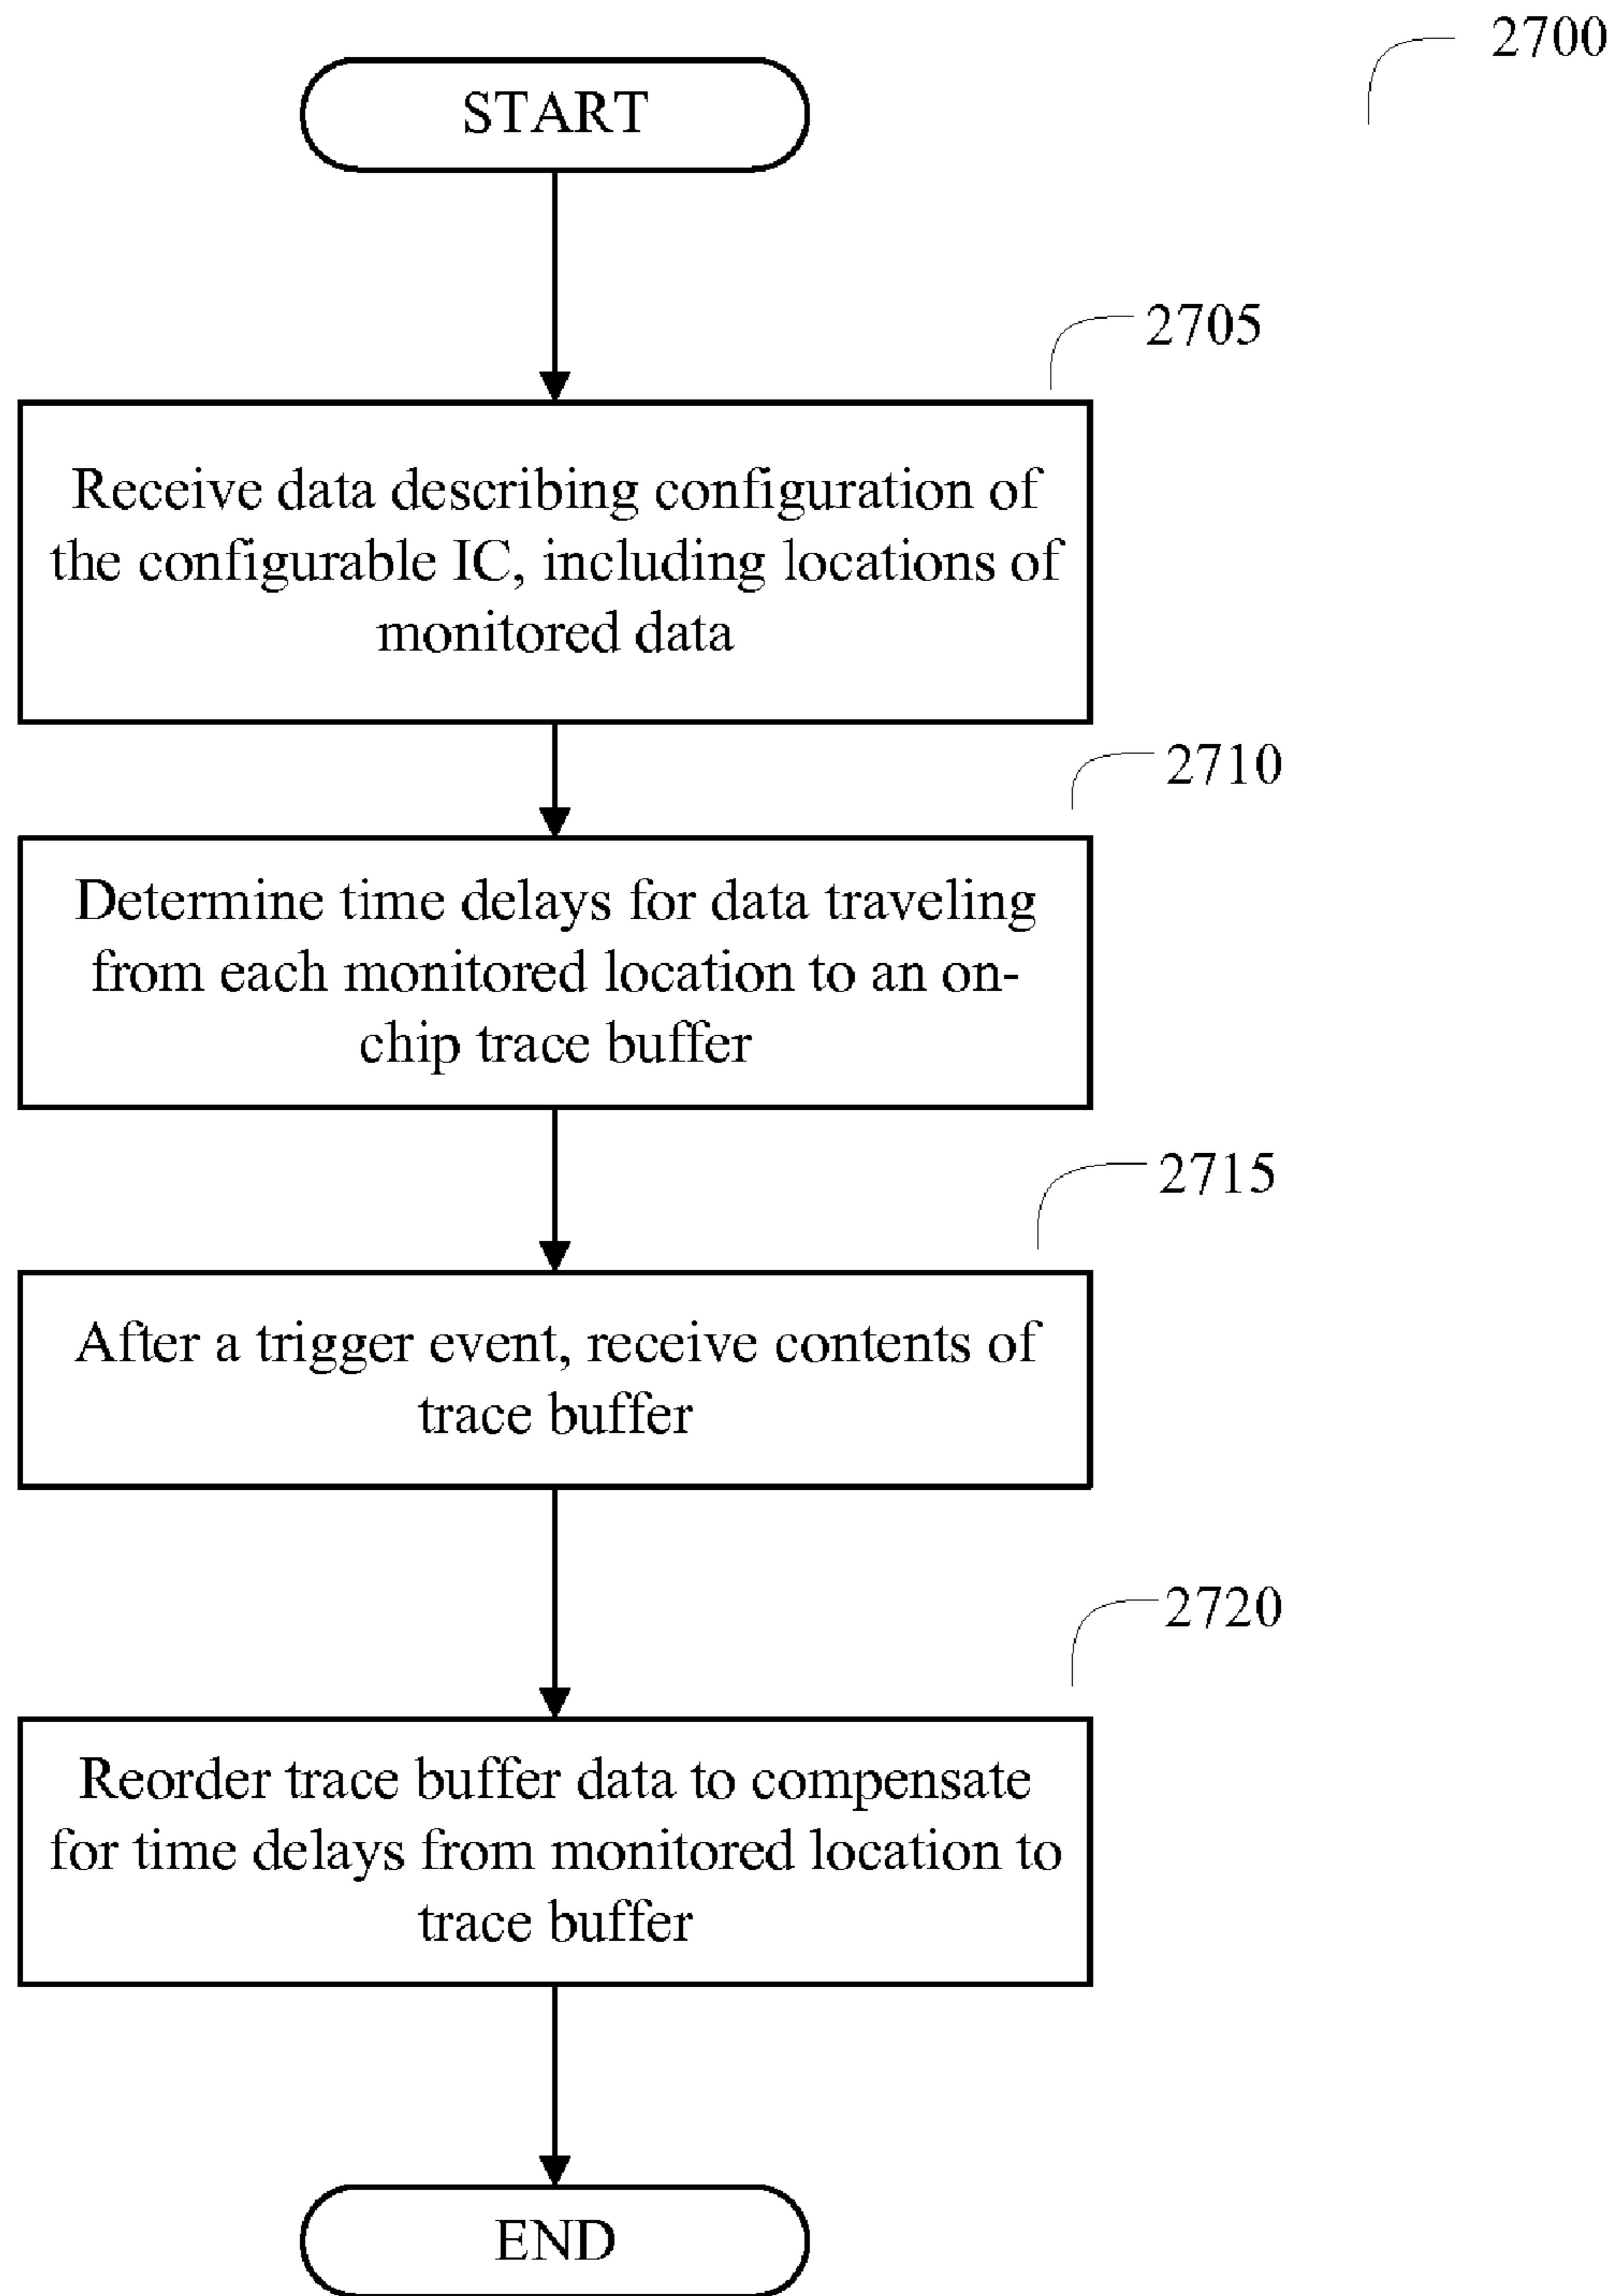 2700
START
2705
Receive data describing configuration of
the configurable IC, including locations of
monitored data
2710
Determine time delays for data traveling
from each monitored location to an on-
chip trace buffer
2715
After a trigger event, receive contents of
trace buffer
2720
Reorder trace buffer data to compensate
for time delays from monitored location to
trace buffer
END